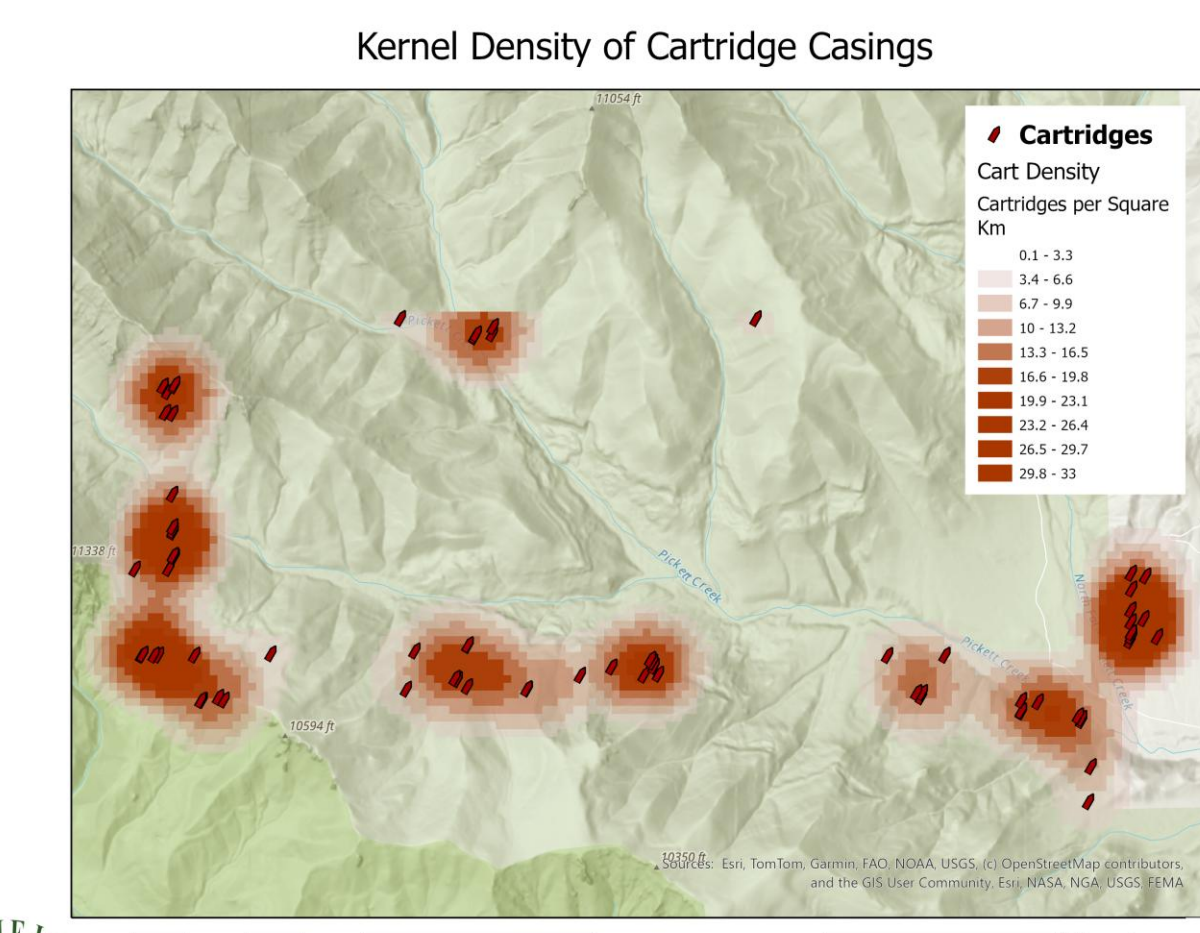 Kernel Density of Cartridge Casings
11054 ft
Cartridges
Cart Density
Cartridges per Square
Km
0.1 - 3.3
3.4 - 6.6
6.7 - 9.9
10 - 13.2
13.3 - 16.5
16.6 - 19.8
19.9 - 23.1
23.2 - 26.4
26.5 - 29.7
29.8 - 33
11338 ft
Pickett Creek
Pickett Creek
Creek
10594 ft
10350 ft
Sources: Esri, TomTom, Garmin, FAO, NOAA, USGS, (c) OpenStreetMap contributors,
and the GIS User Community, Esri, NASA, NGA, USGS, FEMA